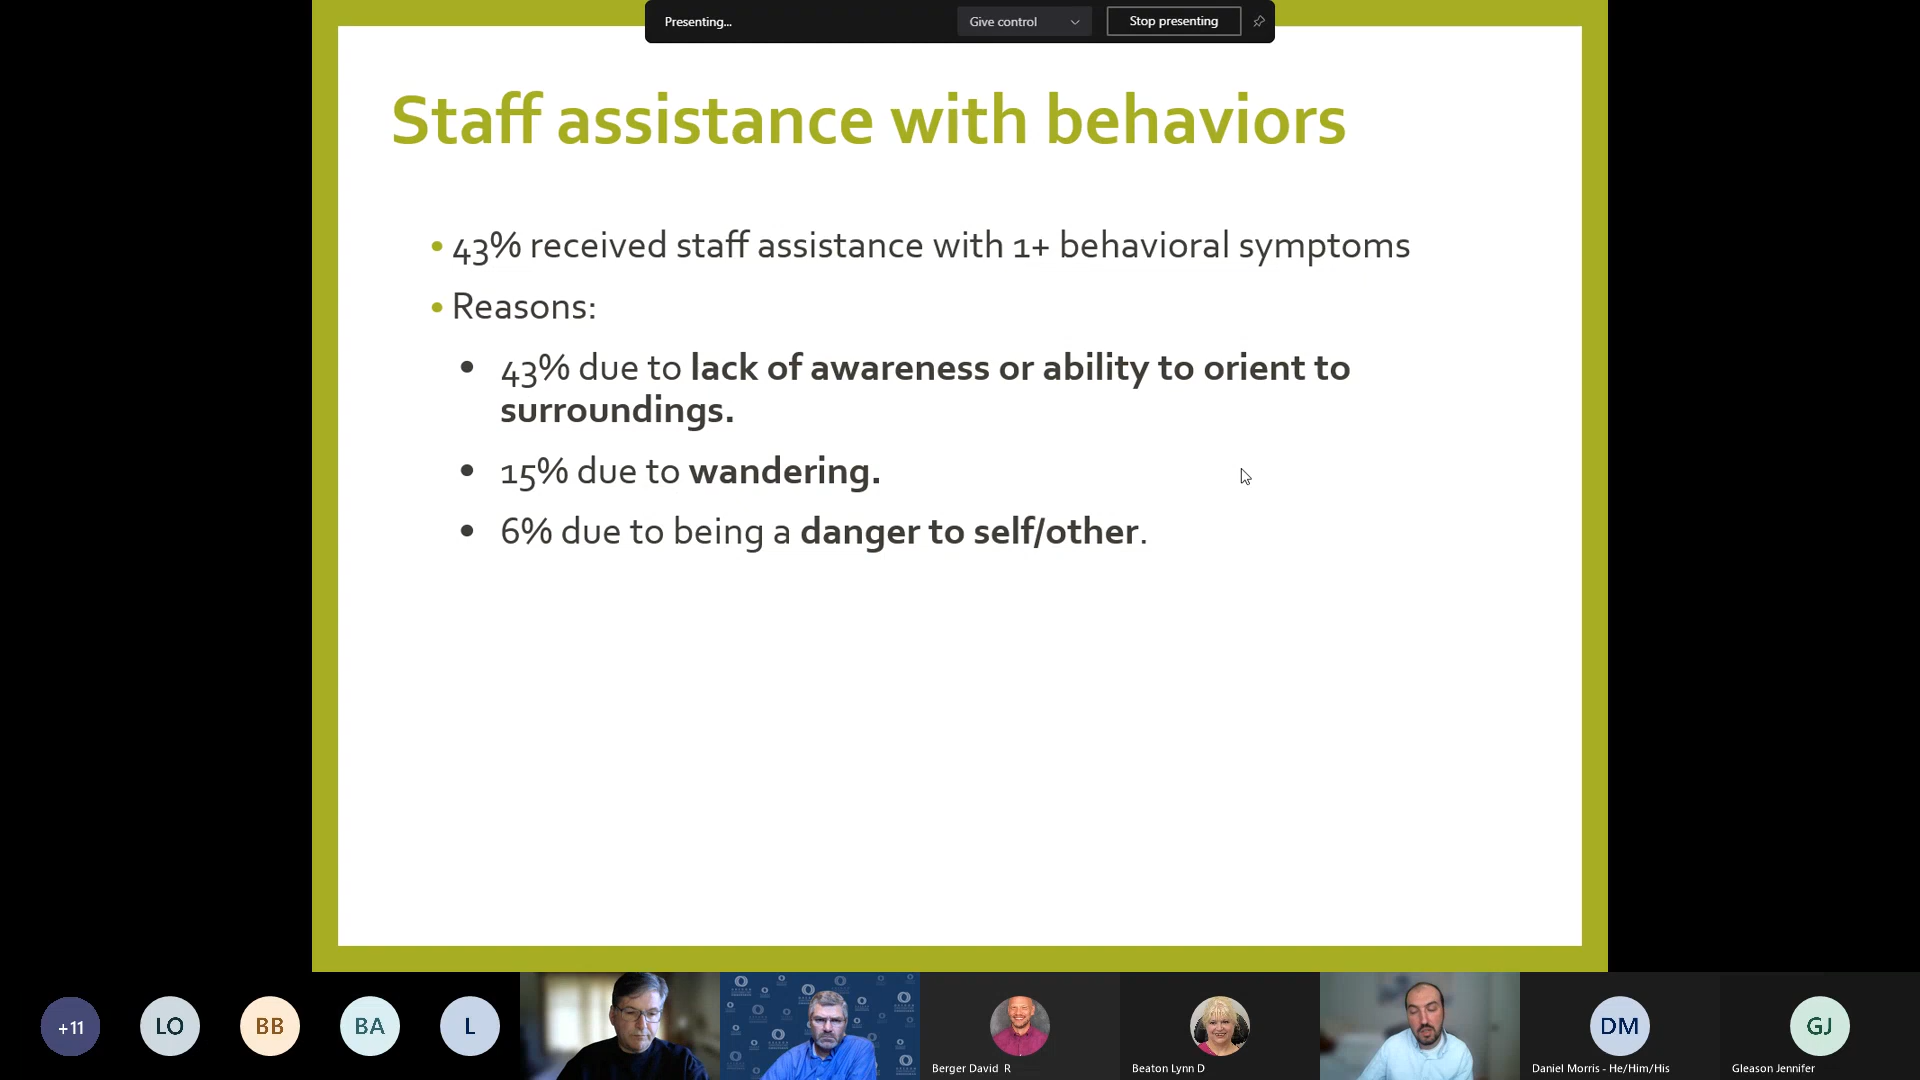 Presenting...
Give control
Stop presenting
Staff assistance with behaviors
• 43% received staff assistance with 1+ behavioral symptoms
• Reasons:
• 43% due to lack of awareness or ability to orient to
surroundings.
• 15% due to wandering.
• 6% due to being a danger to self/other.
+11
LO
BB
BA
L
DM
GJ
Berger David R
Beaton Lynn D
Daniel Morris - He/Him/His
Gleason Jennifer